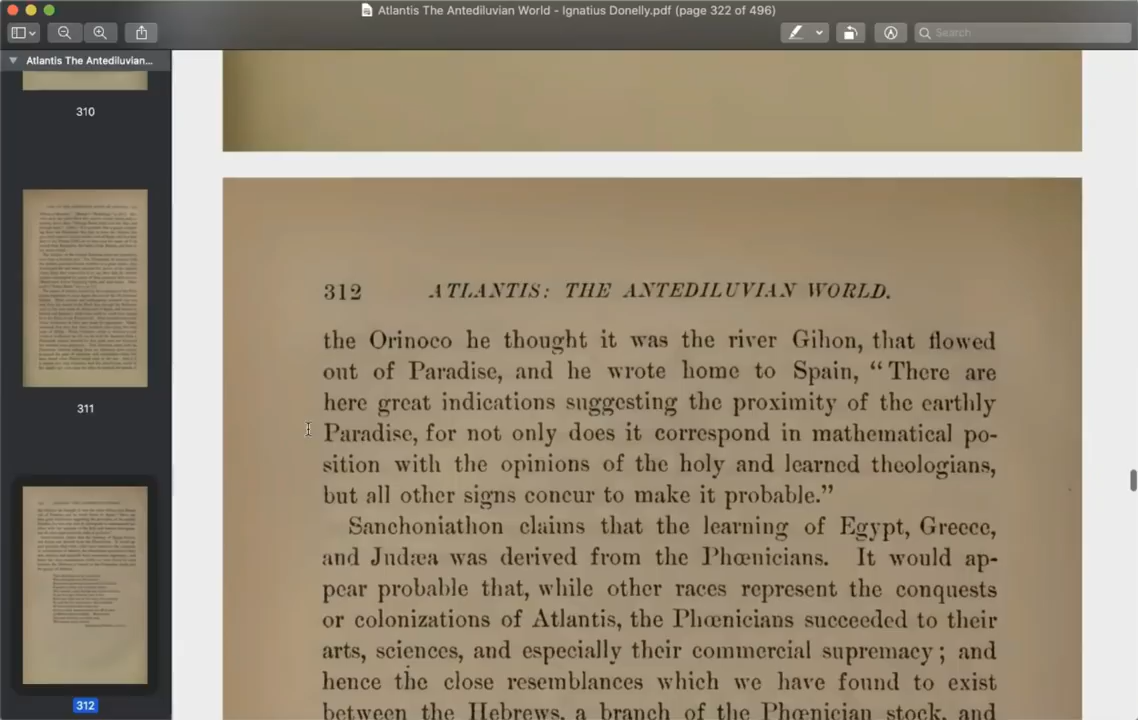 Atlantis The Antediluvian World - Ignatius Donelly.pdf (page 322 of 496)
Search
Atlantis The Antediluvian...
310
311
312
312 ATLANTIS: THE ANTEDILUVIAN WORLD.
the Orinoco he thought it was the river Gihon, that flowed
out of Paradise, and he wrote home to Spain, “There are
here great indications suggesting the proximity of the earthly
Paradise, for not only does it correspond in mathematical po-
sition with the opinions of the holy and learned theologians,
but all other signs concur to make it probable.”
Sanchoniathon claims that the learning of Egypt, Greece,
and Judæa was derived from the Phœnicians. It would ap-
pear probable that, while other races represent the conquests
or colonizations of Atlantis, the Phœnicians succeeded to their
arts, sciences, and especially their commercial supremacy; and
hence the close resemblances which we have found to exist
between the Hebrews, a branch of the Phœnician stock, and